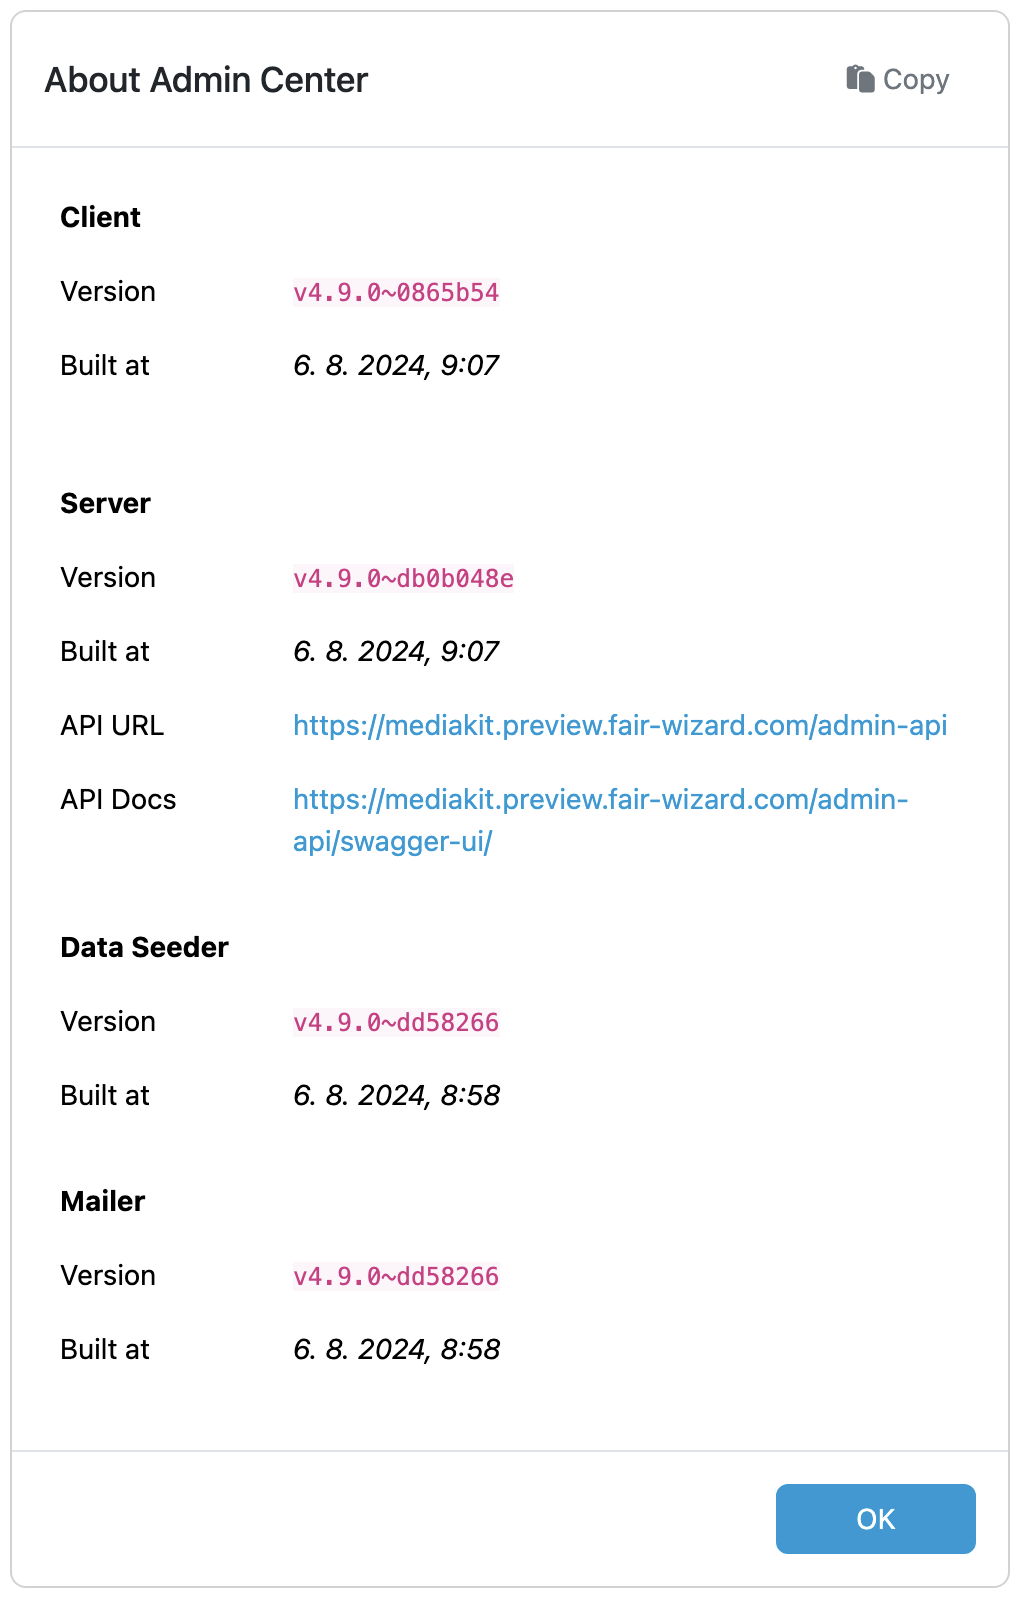 About Admin Center
Copy
Client
Version v4.9.0~0865b54
Built at 6. 8. 2024, 9:07
Server
Version v4.9.0~db0b048e
Built at 6. 8. 2024, 9:07
API URL https://mediakit.preview.fair-wizard.com/admin-api
API Docs https://mediakit.preview.fair-wizard.com/admin-
api/swagger-ui/
Data Seeder
Version v4.9.0~dd58266
Built at 6. 8. 2024, 8:58
Mailer
Version v4.9.0~dd58266
Built at 6. 8. 2024, 8:58
OK